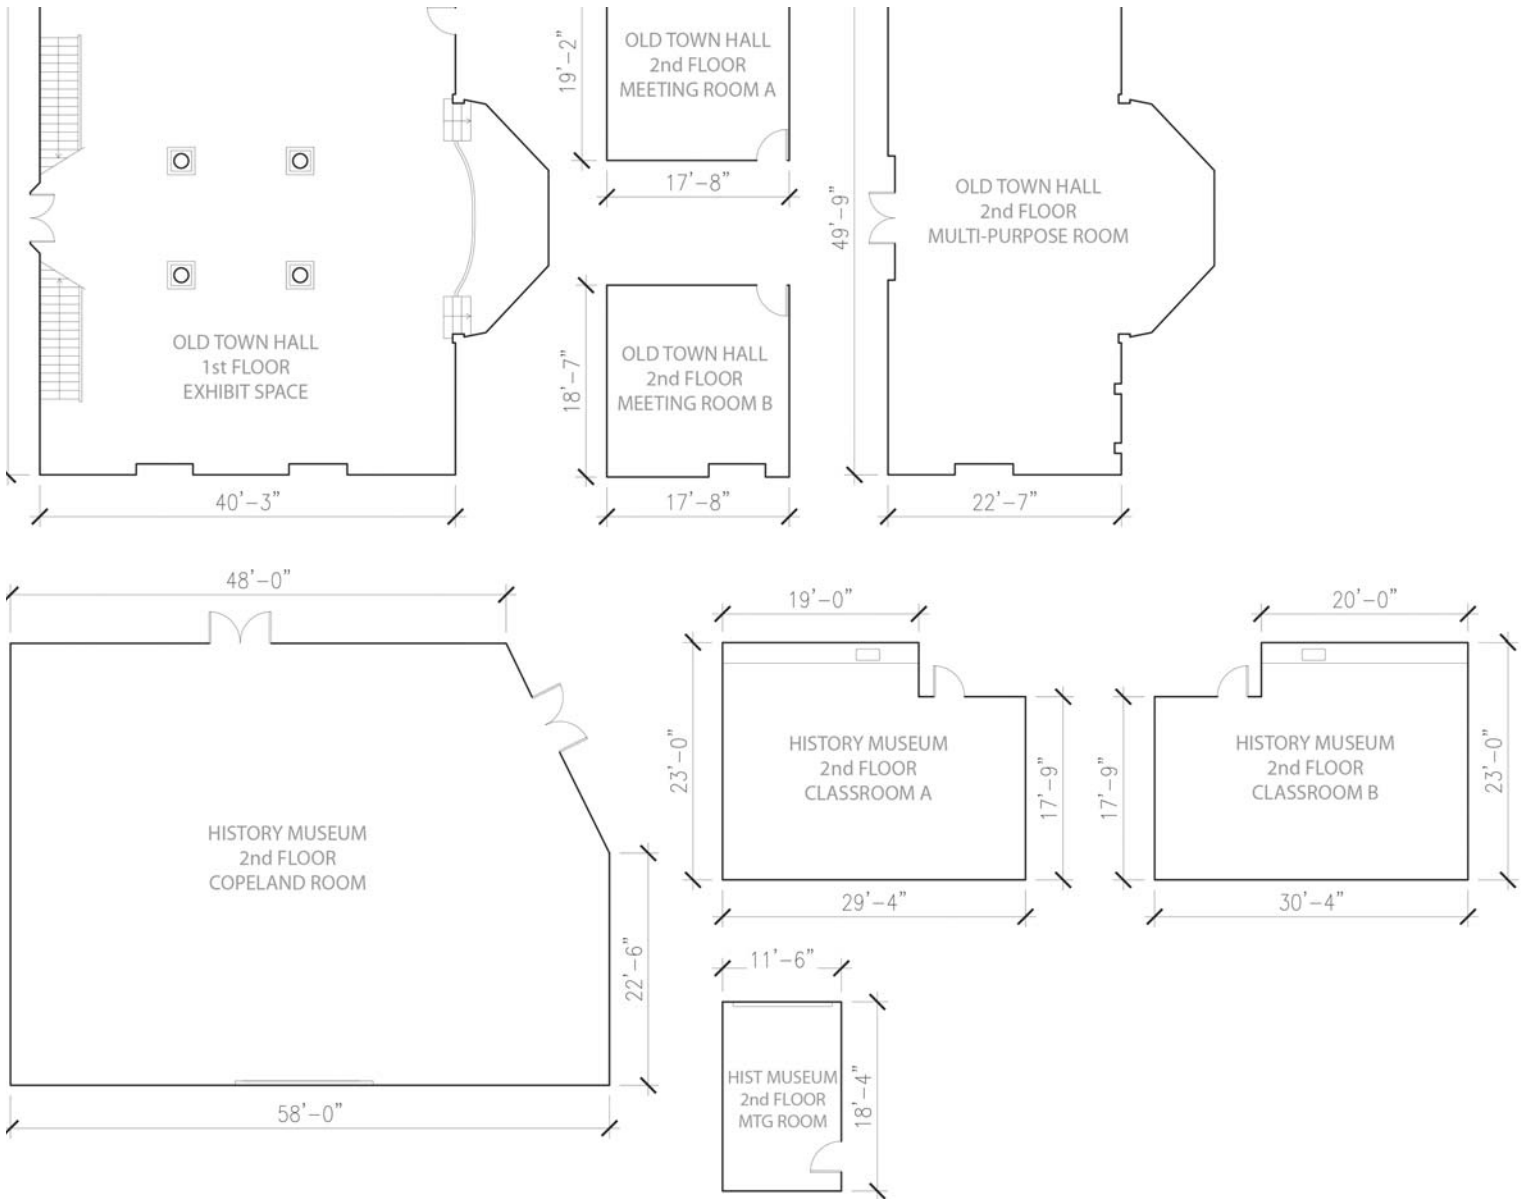 OLD TOWN HALL
2nd FLOOR
MEETING ROOM A
19'-2"
17'-8"
OLD TOWN HALL
2nd FLOOR
MULTI-PURPOSE ROOM
49'-9"
22'-7"
OLD TOWN HALL
1st FLOOR
EXHIBIT SPACE
40'-3"
OLD TOWN HALL
2nd FLOOR
MEETING ROOM B
18'-7"
17'-8"
48'-0"
HISTORY MUSEUM
2nd FLOOR
COPELAND ROOM
22'-6"
58'-0"
19'-0"
23'-0"
HISTORY MUSEUM
2nd FLOOR
CLASSROOM A
17'-9"
29'-4"
20'-0"
17'-9"
HISTORY MUSEUM
2nd FLOOR
CLASSROOM B
23'-0"
30'-4"
11'-6"
HIST MUSEUM
2nd FLOOR
MTG ROOM
18'-4"